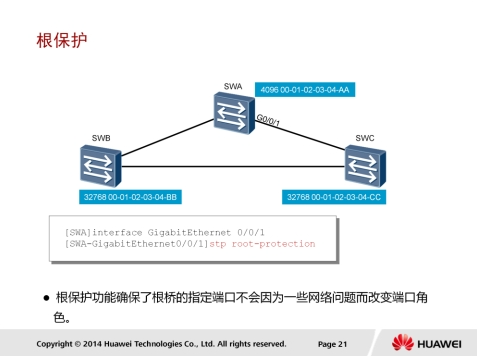 根保护
SWA
4096 00-01-02-03-04-AA
G0/0/1
SWB
SWC
32768 00-01-02-03-04-BB
32768 00-01-02-03-04-CC
[SWA]interface GigabitEthernet 0/0/1
[SWA-GigabitEthernet0/0/1]stp root-protection
● 根保护功能确保了根桥的指定端口不会因为一些网络问题而改变端口角
色。
Copyright © 2014 Huawei Technologies Co., Ltd. All rights reserved.
Page 21
HUAWEI